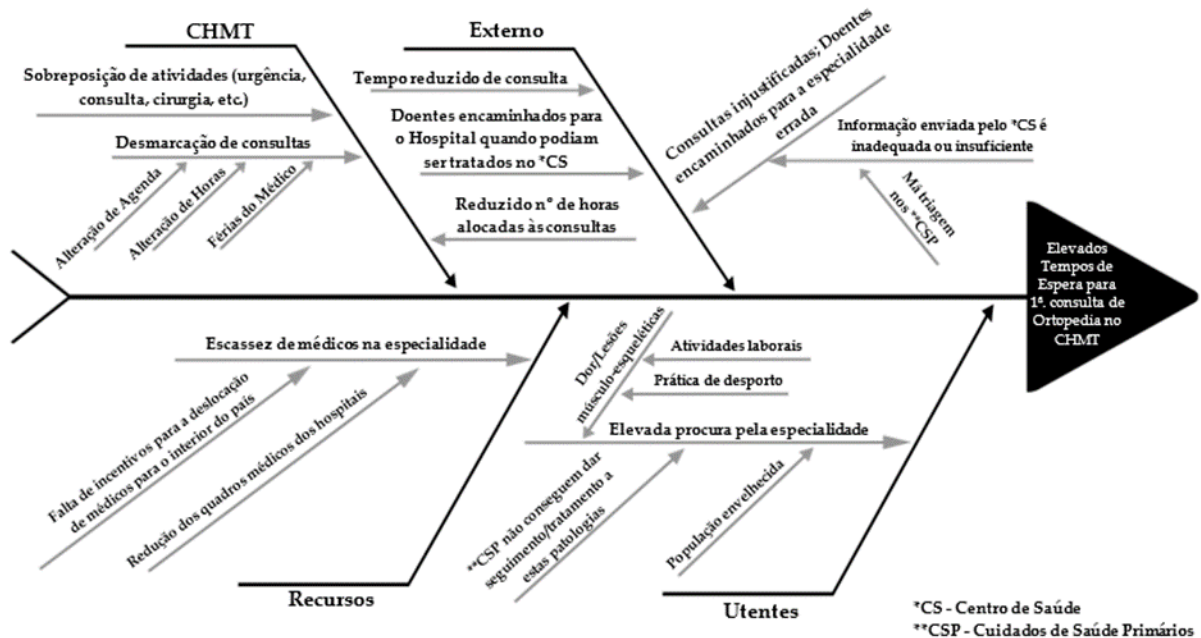 CHMT
Sobreposição de atividades (urgência,
consulta, cirurgia, etc.)
Desmarcação de consultas
Alteração de Agenda
Alteração de Horas
Férias do Médico
Externo
Tempo reduzido de consulta
Doentes encaminhados para
o Hospital quando podiam
ser tratados no *CS
Reduzido nº de horas
alocadas às consultas
Consultas injustificadas; Doentes
encaminhados para a especialidade
errada
Informação enviada pelo *CS é
inadequada ou insuficiente
Má triagem
nos **CSP
Elevados
Tempos de
Espera para
1ª. consulta de
Ortopedia no
CHMT
Escassez de médicos na especialidade
Falta de incentivos para a deslocação
de médicos para o interior do país
Redução dos quadros médicos dos hospitais
Recursos
Dor/Lesões
músculo-esqueléticas
Atividades laborais
Prática de desporto
Elevada procura pela especialidade
**CSP não conseguem dar
seguimento/tratamento a
estas patologias
População envelhecida
Utentes
*CS - Centro de Saúde
**CSP - Cuidados de Saúde Primários